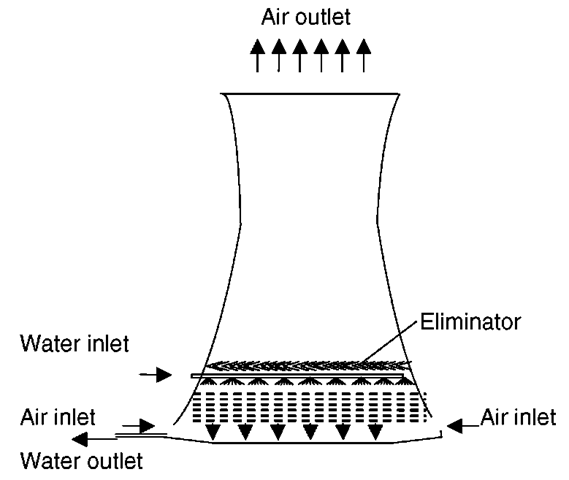 Air outlet
Eliminator
Water inlet
Air inlet
Air inlet
Water outlet